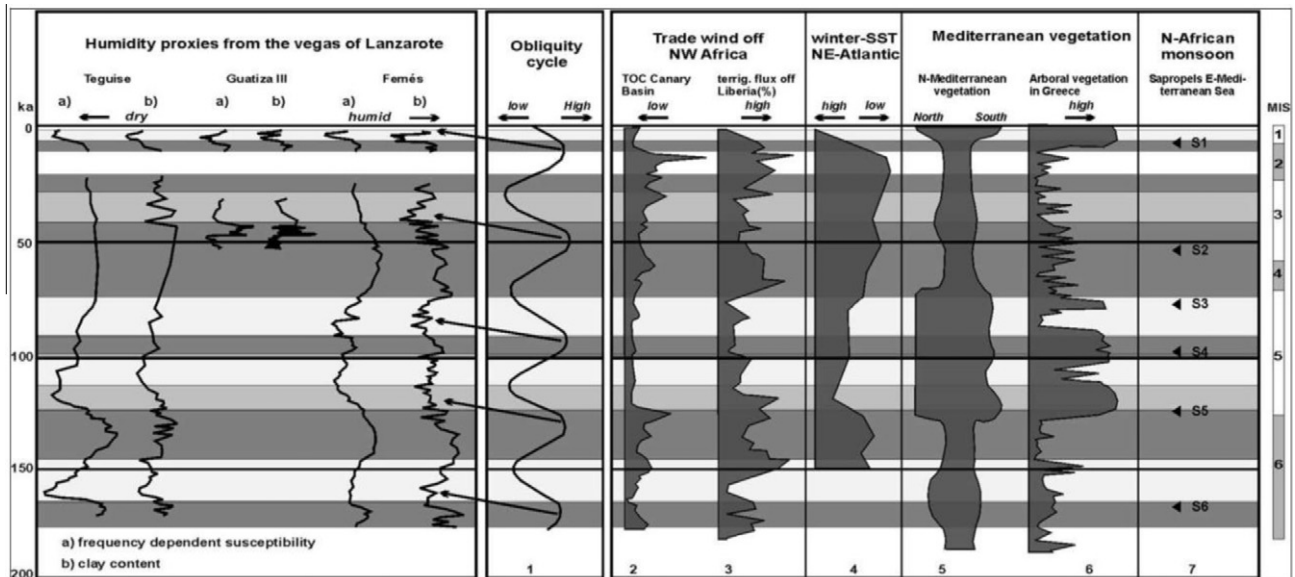 Humidity proxies from the vegas of Lanzarote
Teguise Guatiza III Femés
a) b) a) b) a) b)
dry humid
Obliquity
cycle
low High
Trade wind off
NW Africa
TOC Canary
Basin
low
terrig. flux off
Liberia(%)
high
winter-SST
NE-Atlantic
high low
Mediterranean vegetation
N-Mediterranean
vegetation
North South
Arboral vegetation
in Greece
high
N-African
monsoon
Sapropels E-Medi-
terranean Sea
ka
0
50
100
150
200
MIS
1
2
3
4
5
6
S1
S2
S3
S4
S5
S6
a) frequency dependent susceptibility
b) clay content
1 2 3 4 5 6 7